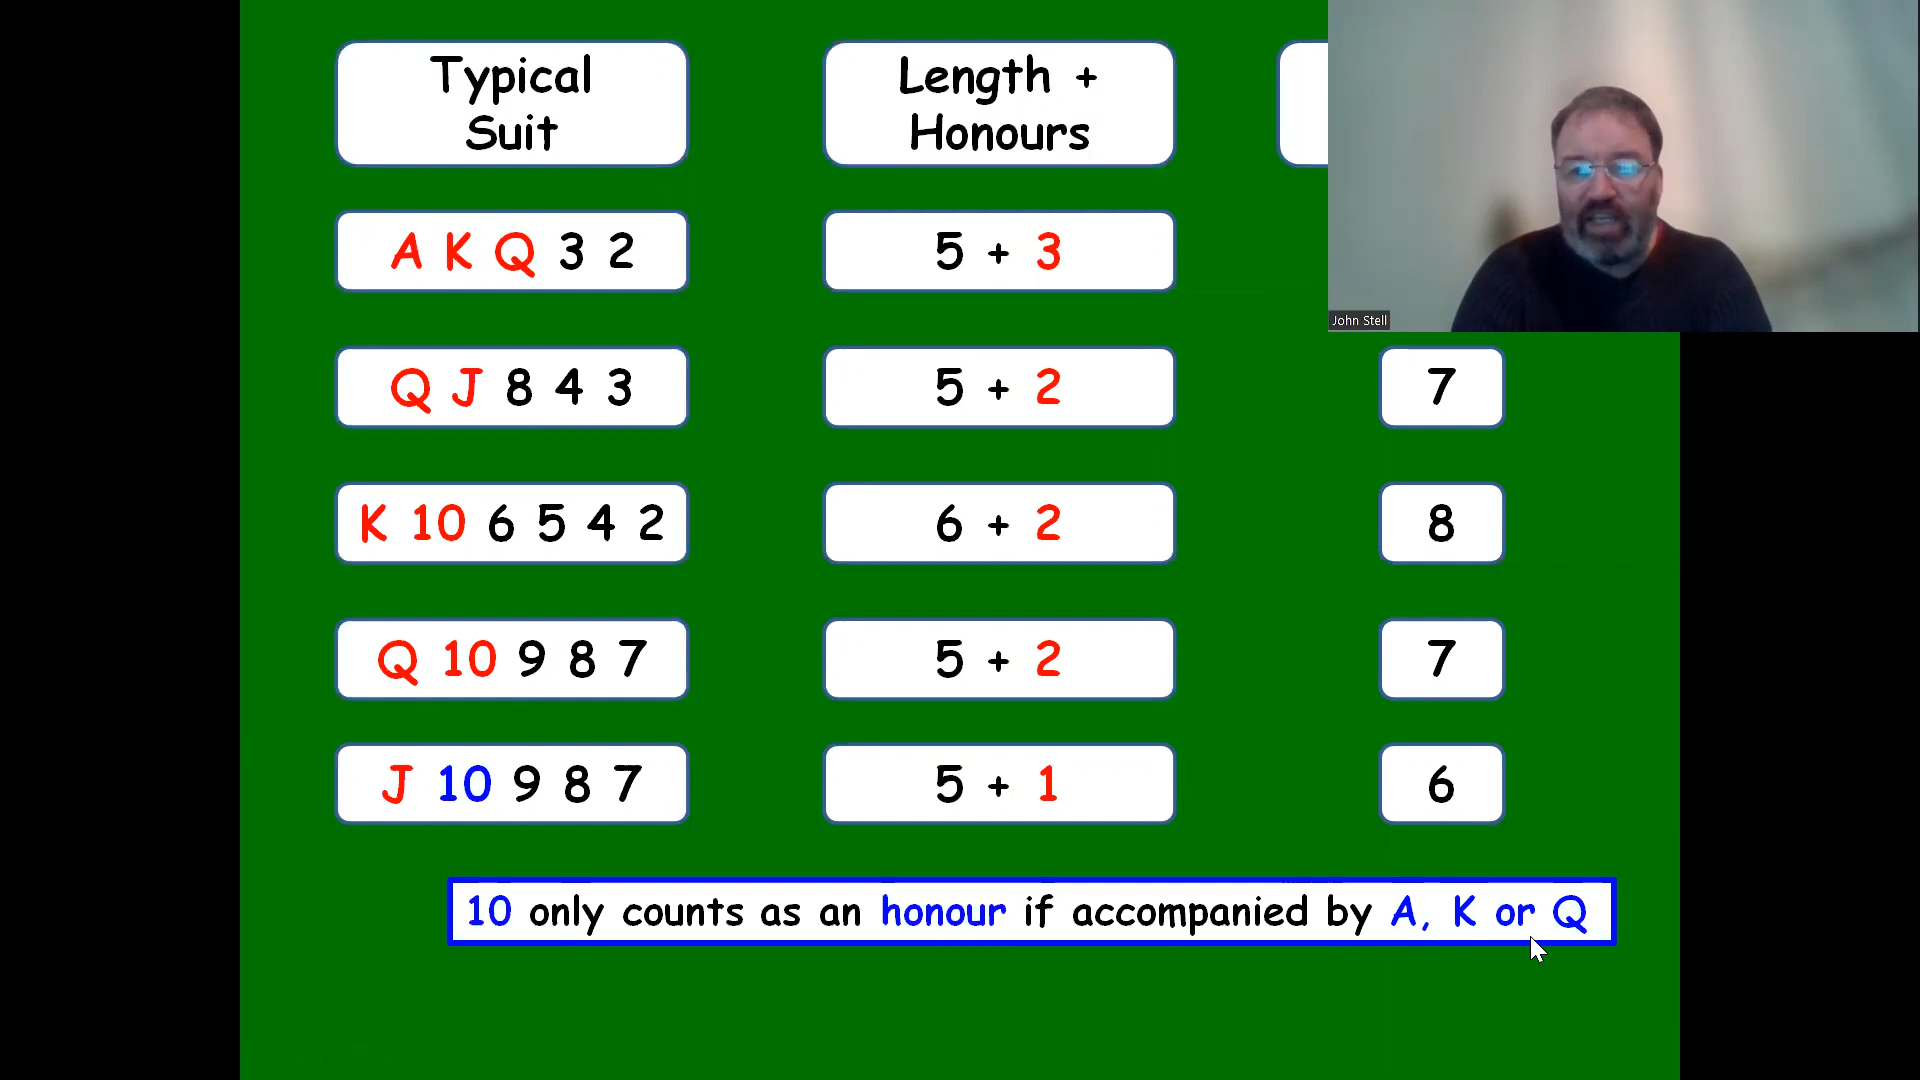 Typical
Suit
Length +
Honours
A K Q 3 2
5 + 3
John Stell
Q J 8 4 3
5 + 2
7
K 10 6 5 4 2
6 + 2
8
Q 10 9 8 7
5 + 2
7
J 10 9 8 7
5 + 1
6
10 only counts as an honour if accompanied by A, K or Q